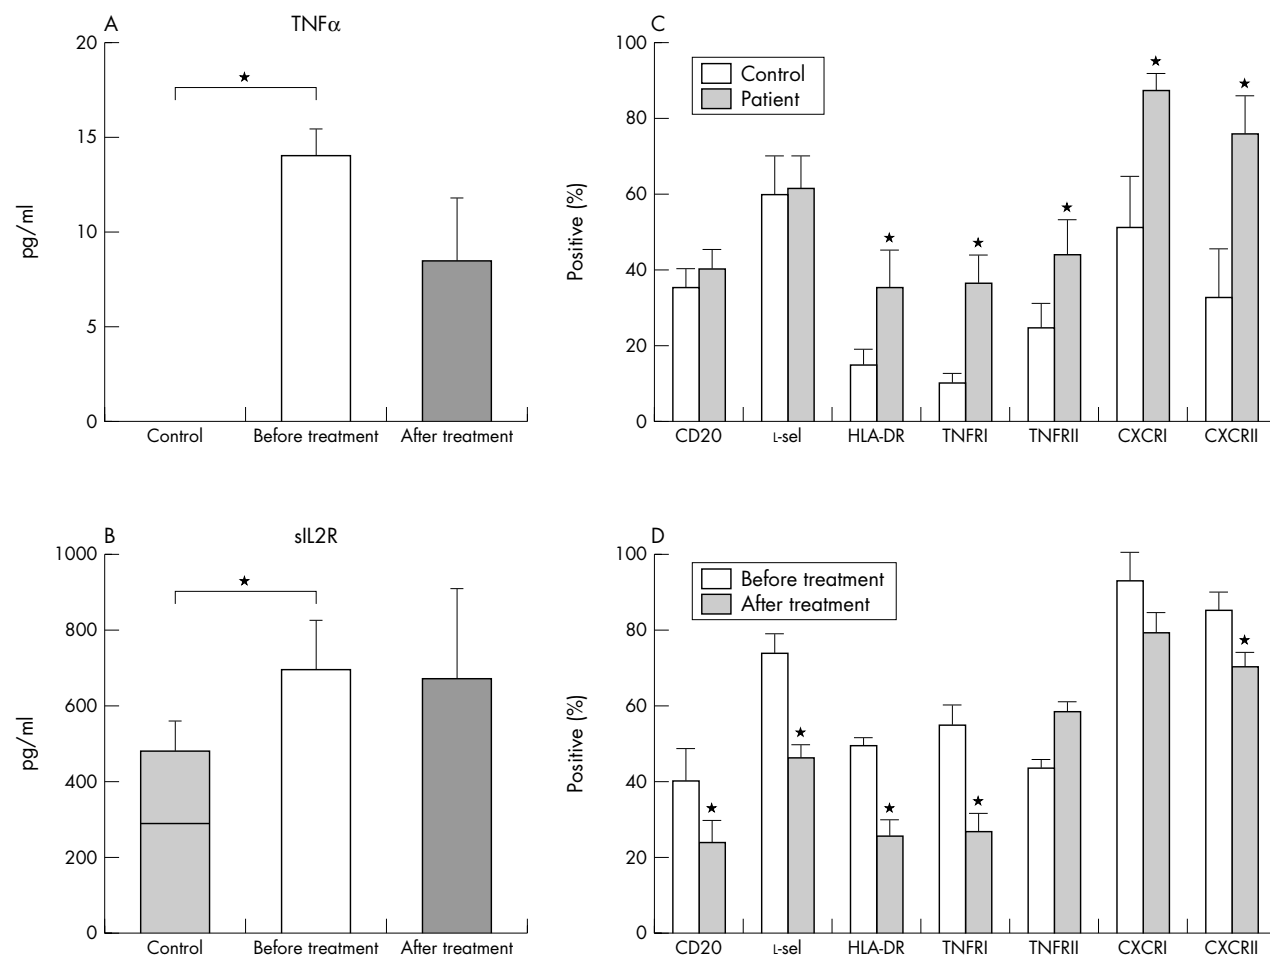 A
TNFα
20
15
10
5
0
pg/ml
★
Control
Before treatment
After treatment
C
100
80
60
40
20
0
Positive (%)
Control
Patient
★
★
★
★
★
CD20
L-sel
HLA-DR
TNFRI
TNFRII
CXCRI
CXCRII
B
sIL2R
1000
800
600
400
200
0
pg/ml
★
Control
Before treatment
After treatment
D
100
80
60
40
20
0
Positive (%)
Before treatment
After treatment
★
★
★
★
★
CD20
L-sel
HLA-DR
TNFRI
TNFRII
CXCRI
CXCRII